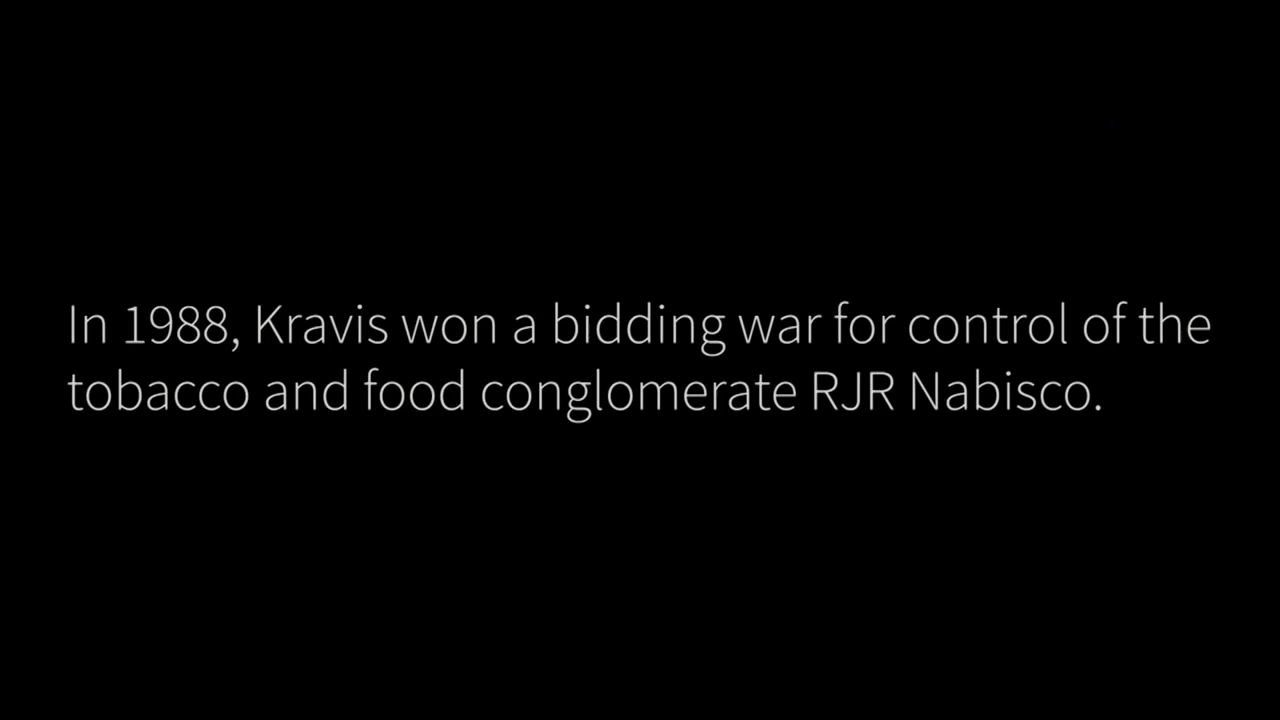 In 1988, Kravis won a bidding war for control of the
tobacco and food conglomerate RJR Nabisco.